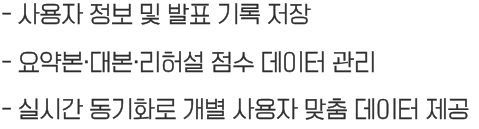 - 사용자 정보 및 발표 기록 저장
- 요약본·대본·리허설 점수 데이터 관리
- 실시간 동기화로 개별 사용자 맞춤 데이터 제공